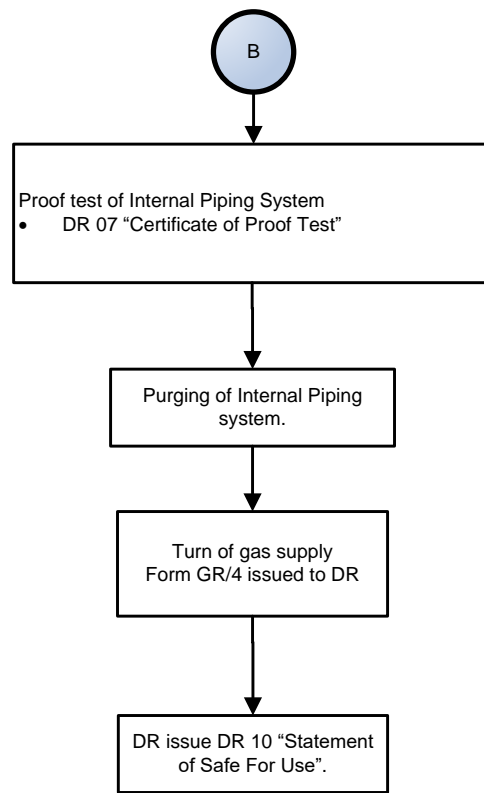 B
Proof test of Internal Piping System
• DR 07 “Certificate of Proof Test”
Purging of Internal Piping
system.
Turn of gas supply
Form GR/4 issued to DR
DR issue DR 10 “Statement
of Safe For Use”.